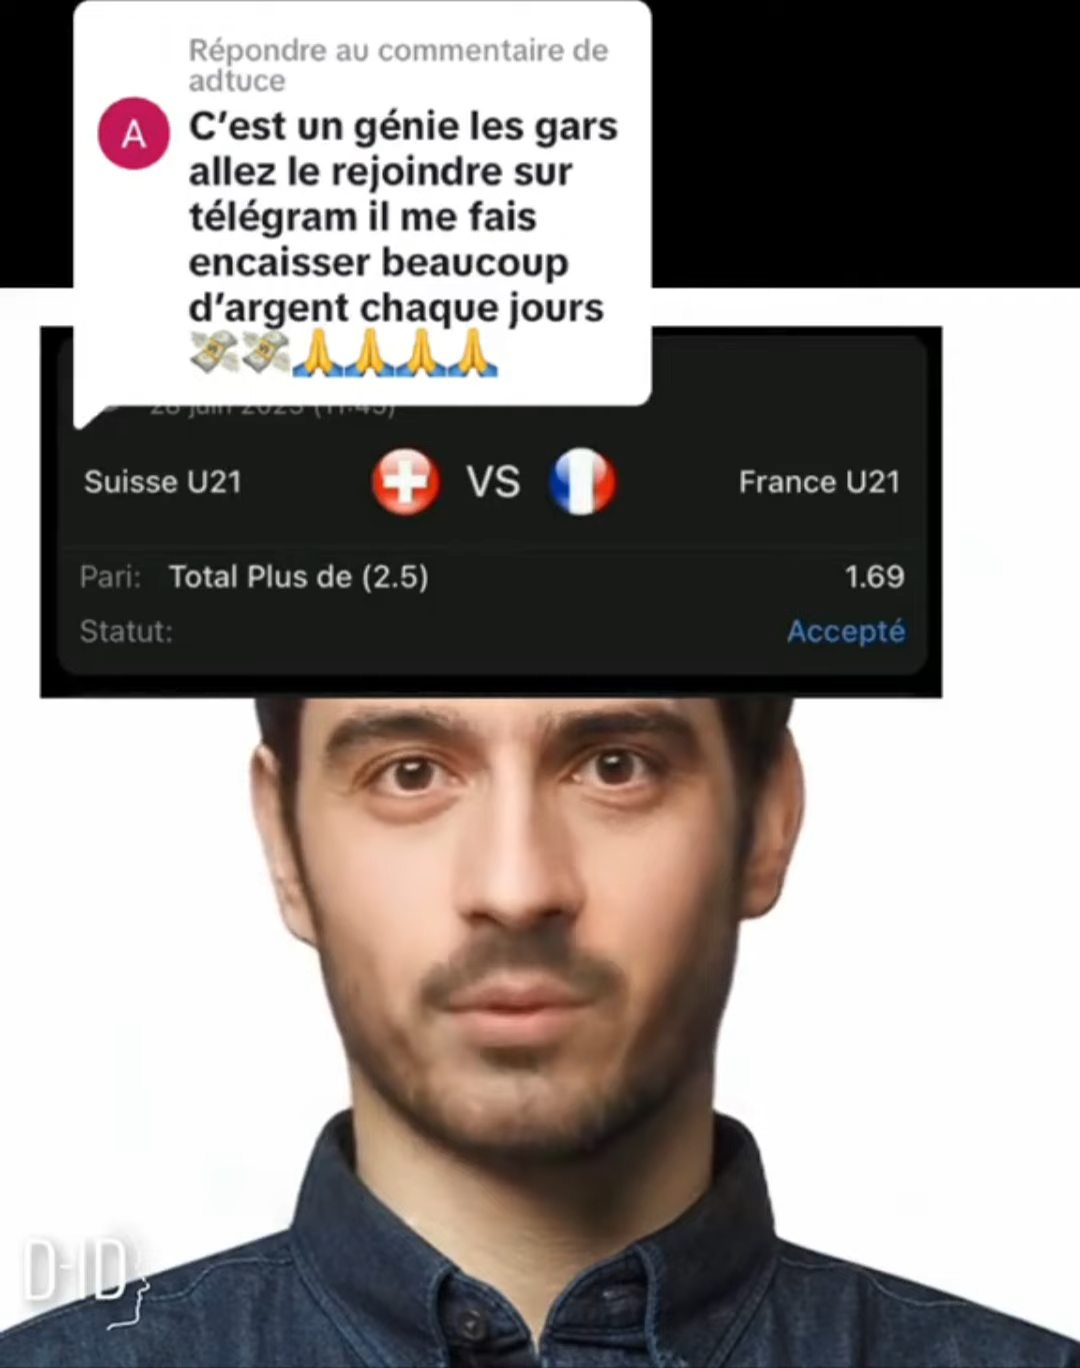 Répondre au commentaire de
adtuce
A
C'est un génie les gars
allez le rejoindre sur
télégram il me fais
encaisser beaucoup
d'argent chaque jours
💸💸🙏🙏🙏🙏
Suisse U21 VS France U21
Pari: Total Plus de (2.5) 1.69
Statut: Accepté
D-ID